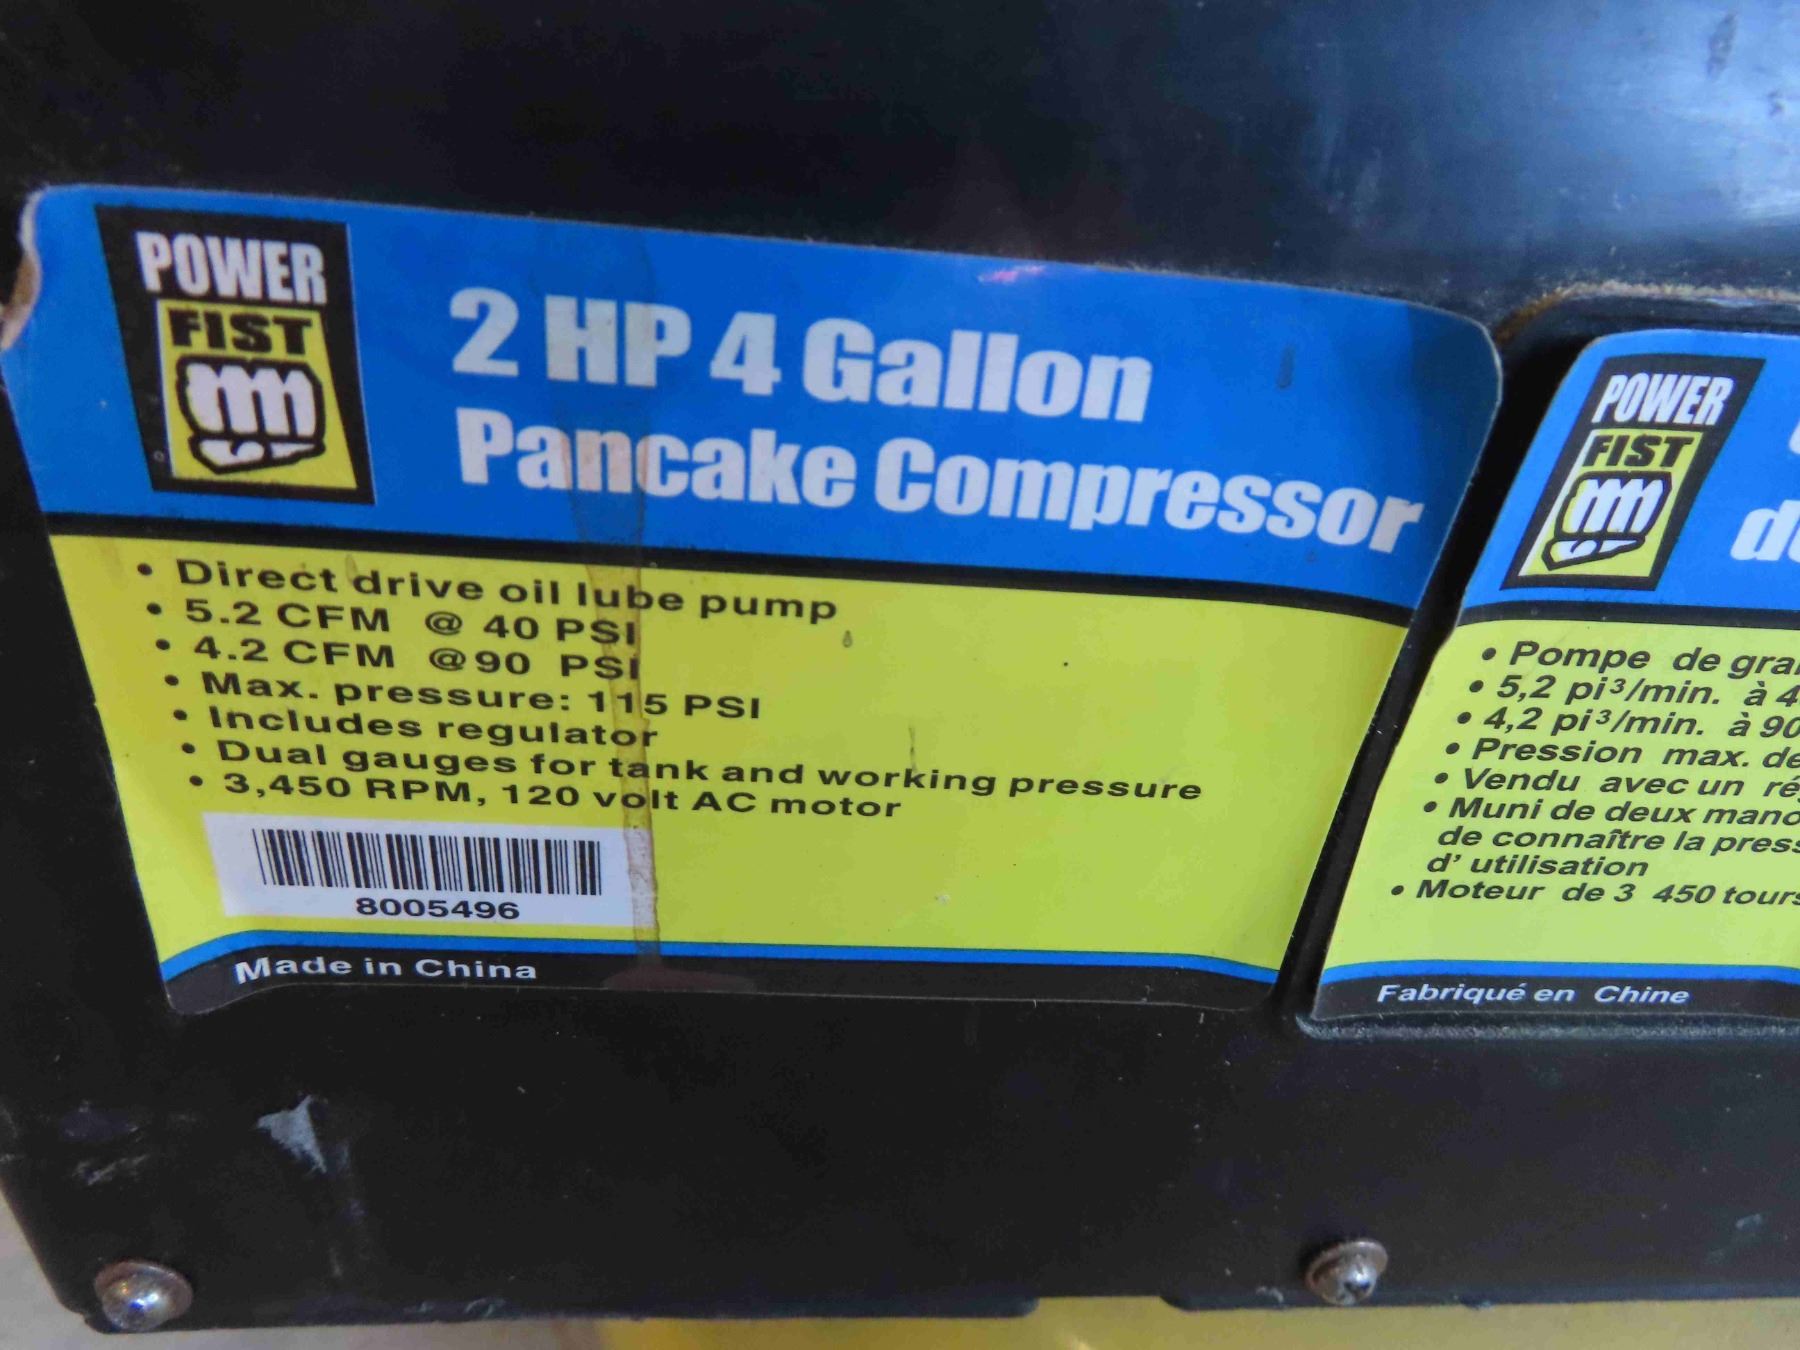 POWER
FIST
2 HP 4 Gallon
Pancake Compressor
• Direct drive oil lube pump
• 5.2 CFM @ 40 PSI
• 4.2 CFM @90 PSI
• Max. pressure: 115 PSI
• Includes regulator
• Dual gauges for tank and working pressure
• 3,450 RPM, 120 volt AC motor
8005496
Made in China
POWER
FIST
• Pompe de
• 5,2 pi³/min. à
• 4,2 pi³/min. à 90
• Pression max. de
• Vendu avec un
• Muni de deux
de connaître la
d' utilisation
• Moteur de 3 450 tours
Fabriqué en Chine